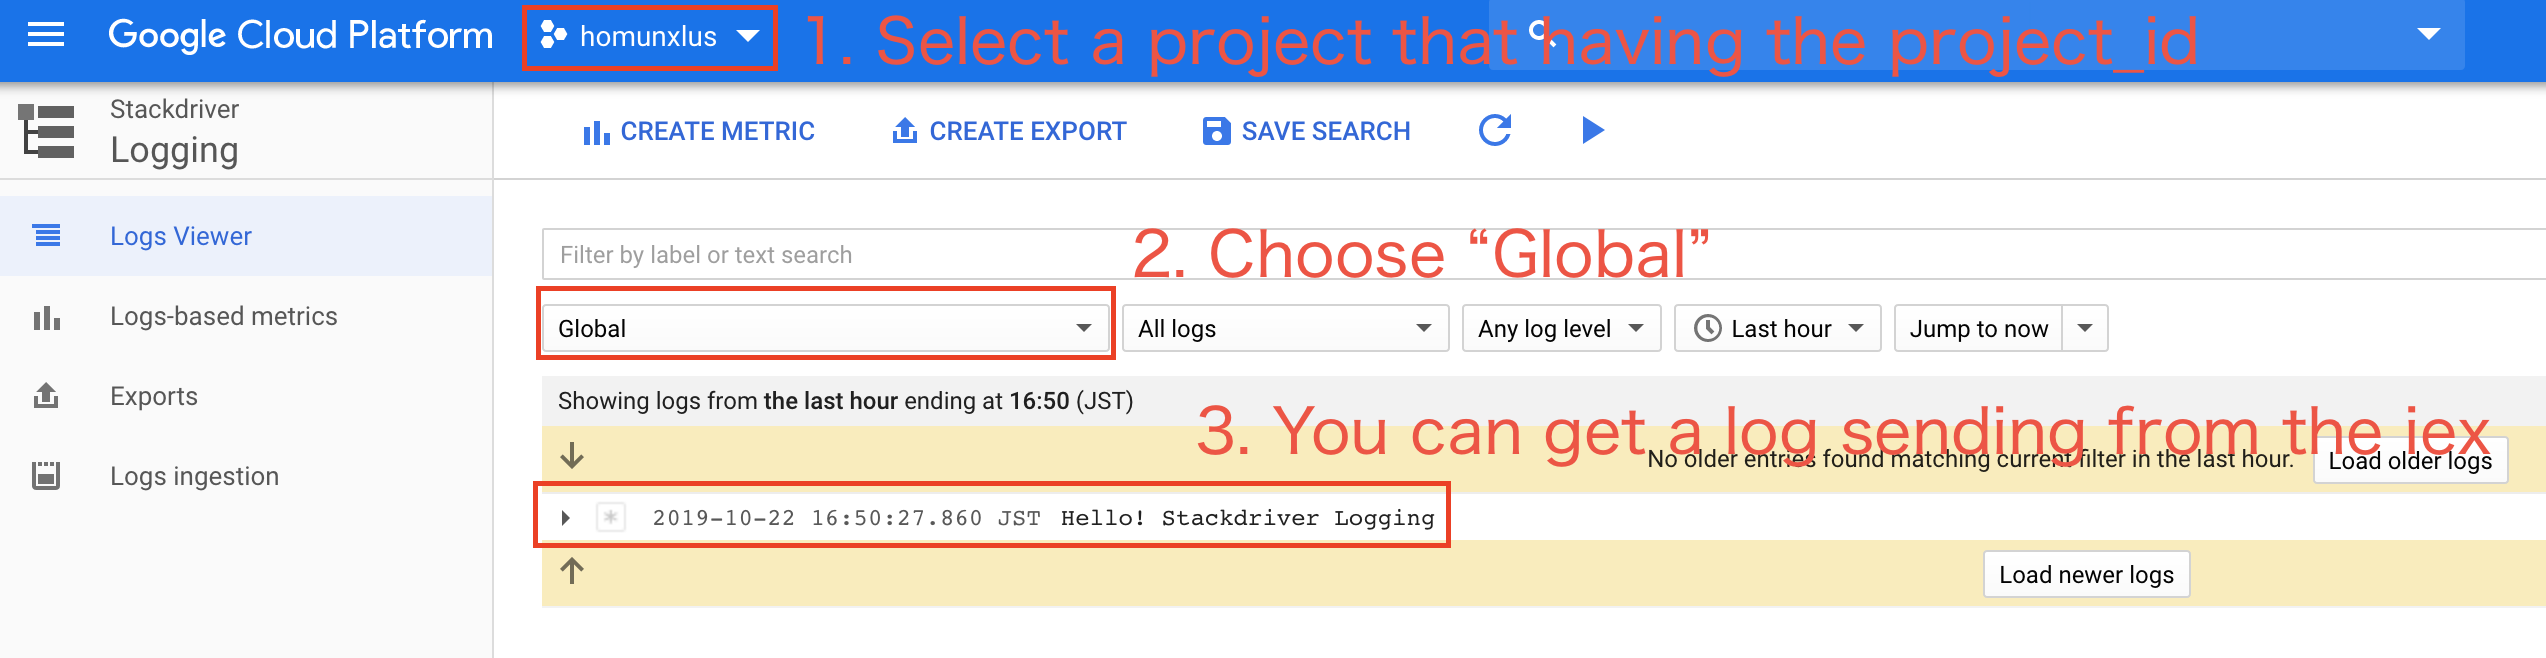 Google Cloud Platform homunxlus 1. Select a project that having the project_id
Stackdriver
Logging
CREATE METRIC CREATE EXPORT SAVE SEARCH
Logs Viewer
Logs-based metrics
Exports
Logs ingestion
Filter by label or text search 2. Choose “Global”
Global All logs Any log level Last hour Jump to now
Showing logs from the last hour ending at 16:50 (JST)
3. You can get a log sending from the iex
No older entries found matching current filter in the last hour. Load older logs
2019-10-22 16:50:27.860 JST Hello! Stackdriver Logging
Load newer logs